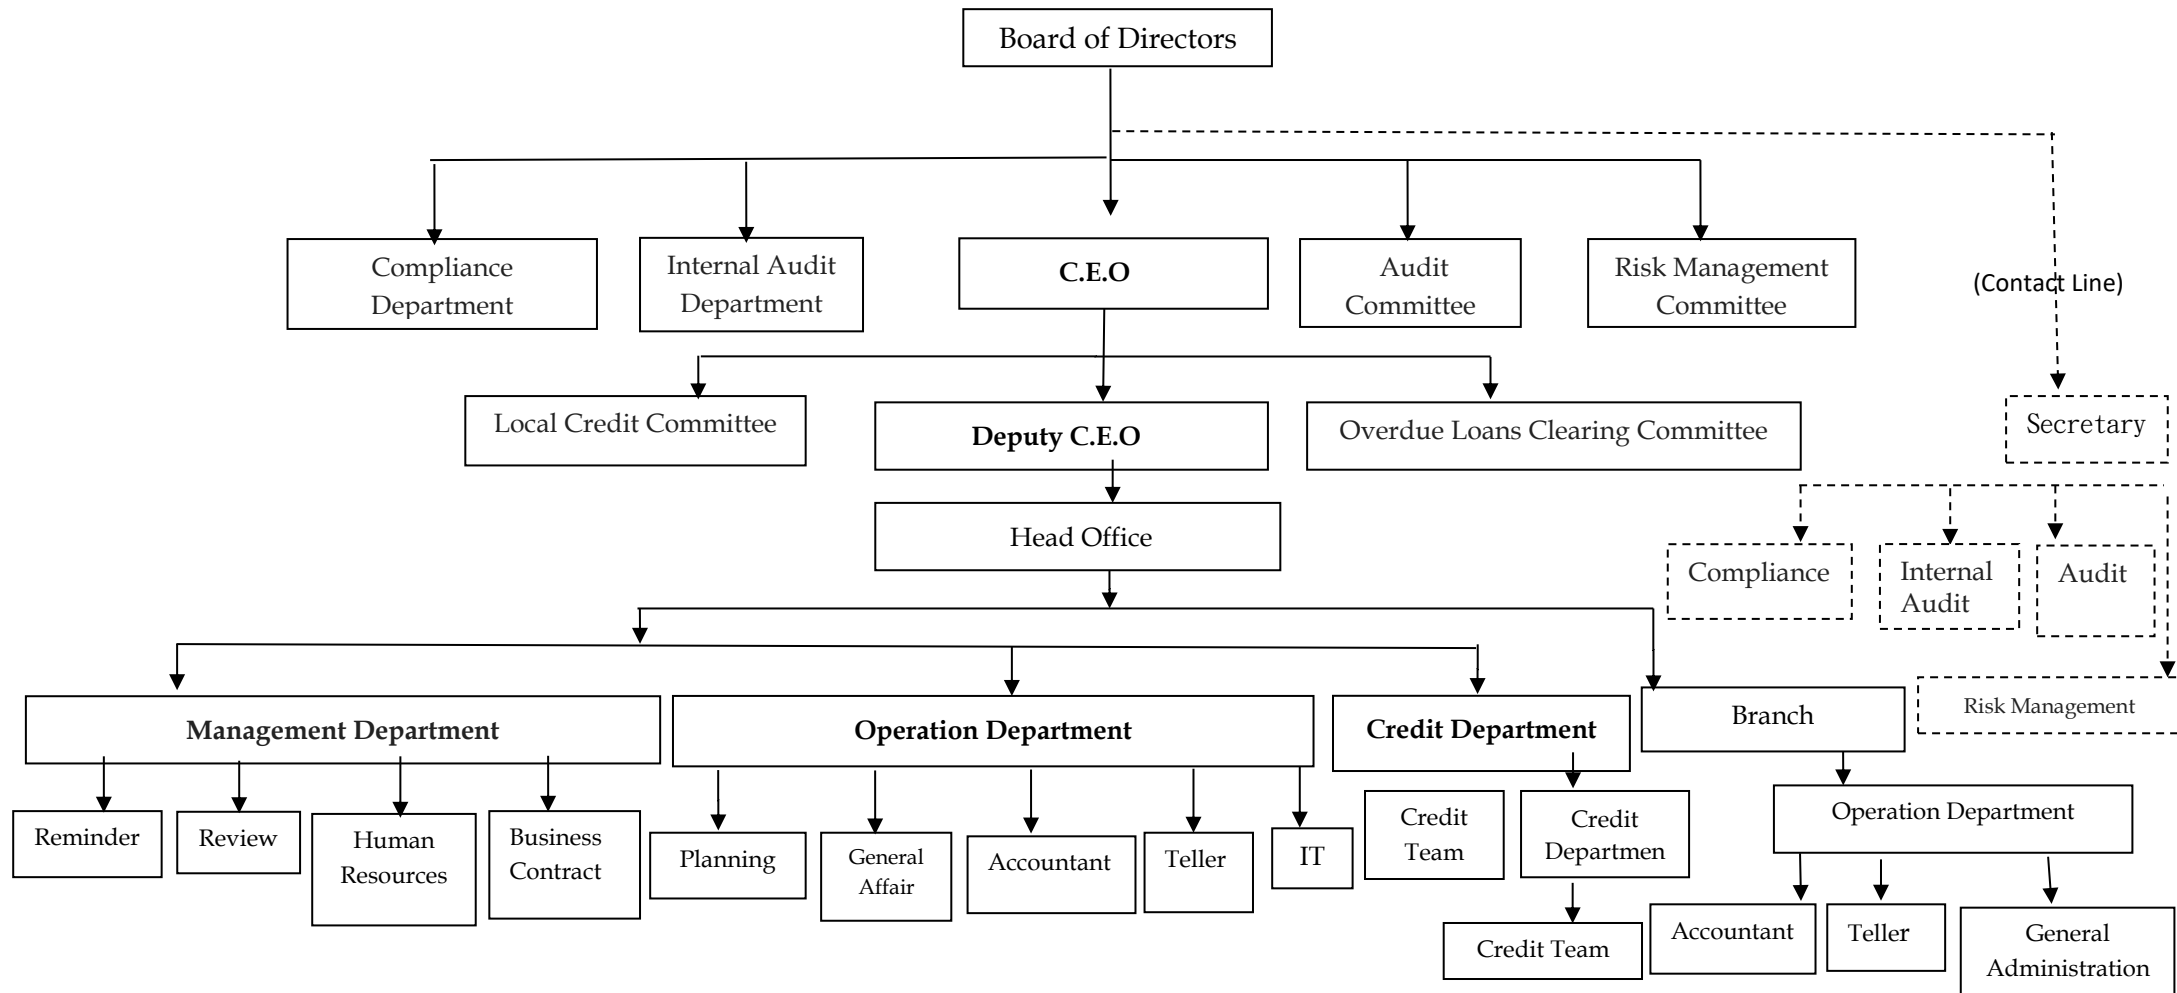 Board of Directors
Compliance
Department
Internal Audit
Department
C.E.O
Audit
Committee
Risk Management
Committee
(Contact Line)
Local Credit Committee
Deputy C.E.O
Overdue Loans Clearing Committee
Secretary
Head Office
Compliance
Internal
Audit
Audit
Management Department
Operation Department
Credit Department
Branch
Risk Management
Reminder
Review
Human
Resources
Business
Contract
Planning
General
Affair
Accountant
Teller
IT
Credit
Team
Credit
Departmen
Operation Department
Credit Team
Accountant
Teller
General
Administration